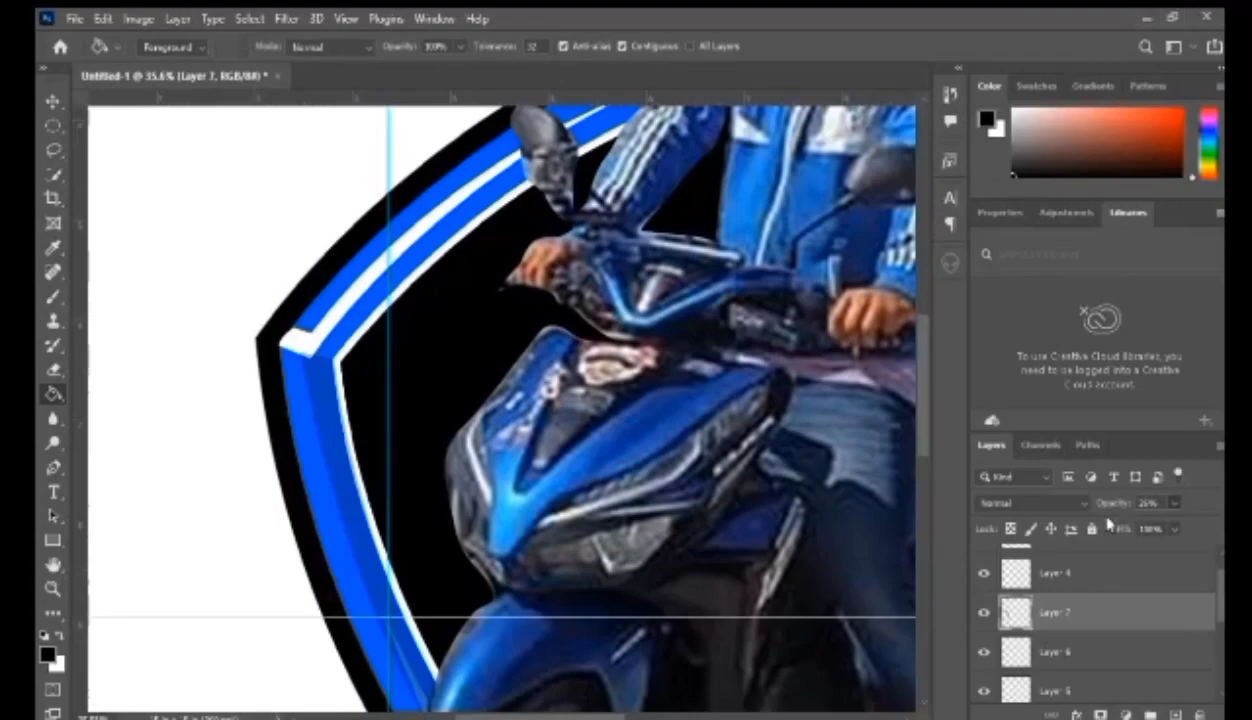 File Edit Image Layer Type Select Filter 3D View Plugins Window Help
Foreground Mode: Normal Opacity: 100% Tolerance: 32 Anti-alias Contiguous All Layers
Untitled-1 @ 35.6% (Layer 7, RGB/8#) *
Color Swatches Gradients Patterns
Properties Adjustments Libraries
To use Creative Cloud libraries, you
need to be logged into a Creative
Cloud account.
Layers Channels Paths
Kind
Normal Opacity: 26%
Lock: Fill: 100%
Layer 4
Layer 7
Layer 6
Layer 5